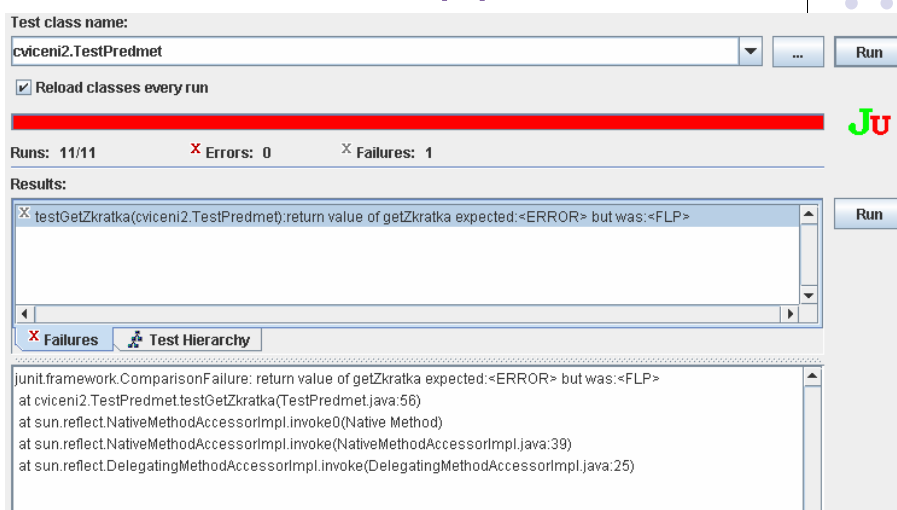 Test class name:
cviceni2.TestPredmet
...
Run
Reload classes every run
JU
Runs: 11/11 X Errors: 0 X Failures: 1
Results:
X testGetZkratka(cviceni2.TestPredmet):return value of getZkratka expected:<ERROR> but was:<FLP>
Run
X Failures
Test Hierarchy
junit.framework.ComparisonFailure: return value of getZkratka expected:<ERROR> but was:<FLP>
at cviceni2.TestPredmet.testGetZkratka(TestPredmet.java:56)
at sun.reflect.NativeMethodAccessorImpl.invoke0(Native Method)
at sun.reflect.NativeMethodAccessorImpl.invoke(NativeMethodAccessorImpl.java:39)
at sun.reflect.DelegatingMethodAccessorImpl.invoke(DelegatingMethodAccessorImpl.java:25)